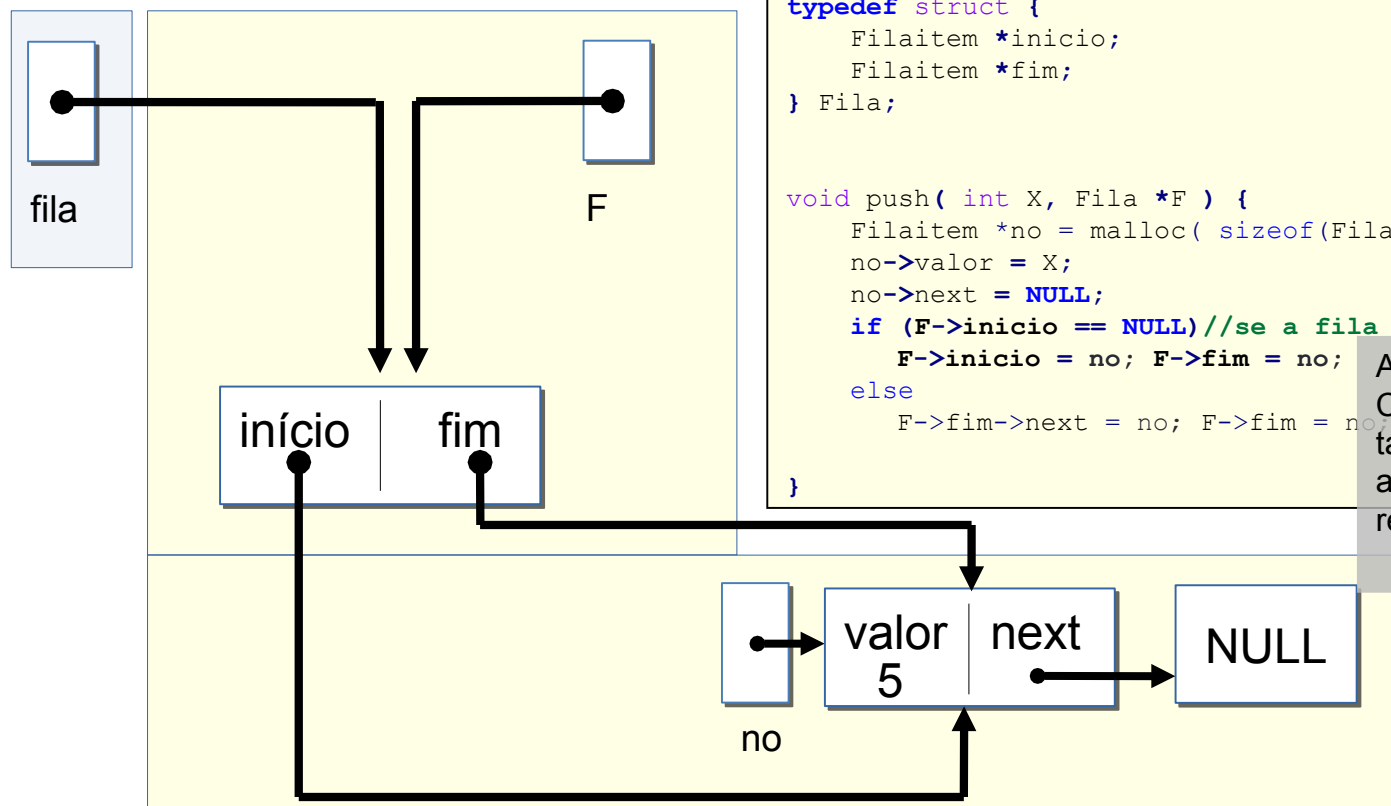 typedef struct {
Filaitem *inicio;
Filaitem *fim;
} Fila;
void push( int X, Fila *F ) {
Filaitem *no = malloc( sizeof(Fila
no->valor = X;
no->next = NULL;
if (F->inicio == NULL)//se a fila
F->inicio = no; F->fim = no;
else
F->fim->next = no; F->fim = no;
}
fila
F
início fim
valor next
5
NULL
no